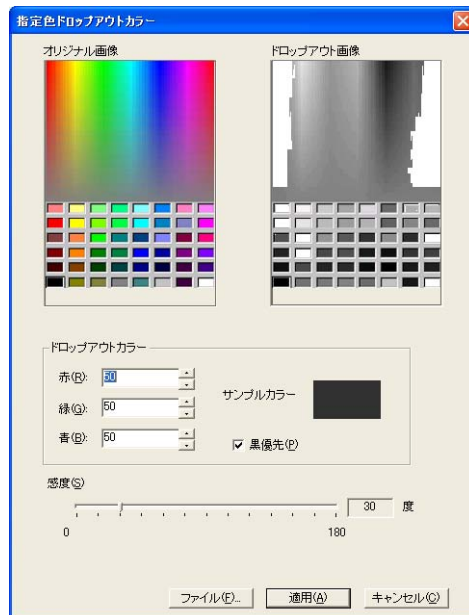 指定色ドロップアウトカラー
オリジナル画像
ドロップアウト画像
ドロップアウトカラー
赤(R):
50
緑(G):
50
青(B):
50
サンプルカラー
黒優先(P)
感度(S)
30
度
0
180
ファイル(F)...
適用(A)
キャンセル(C)